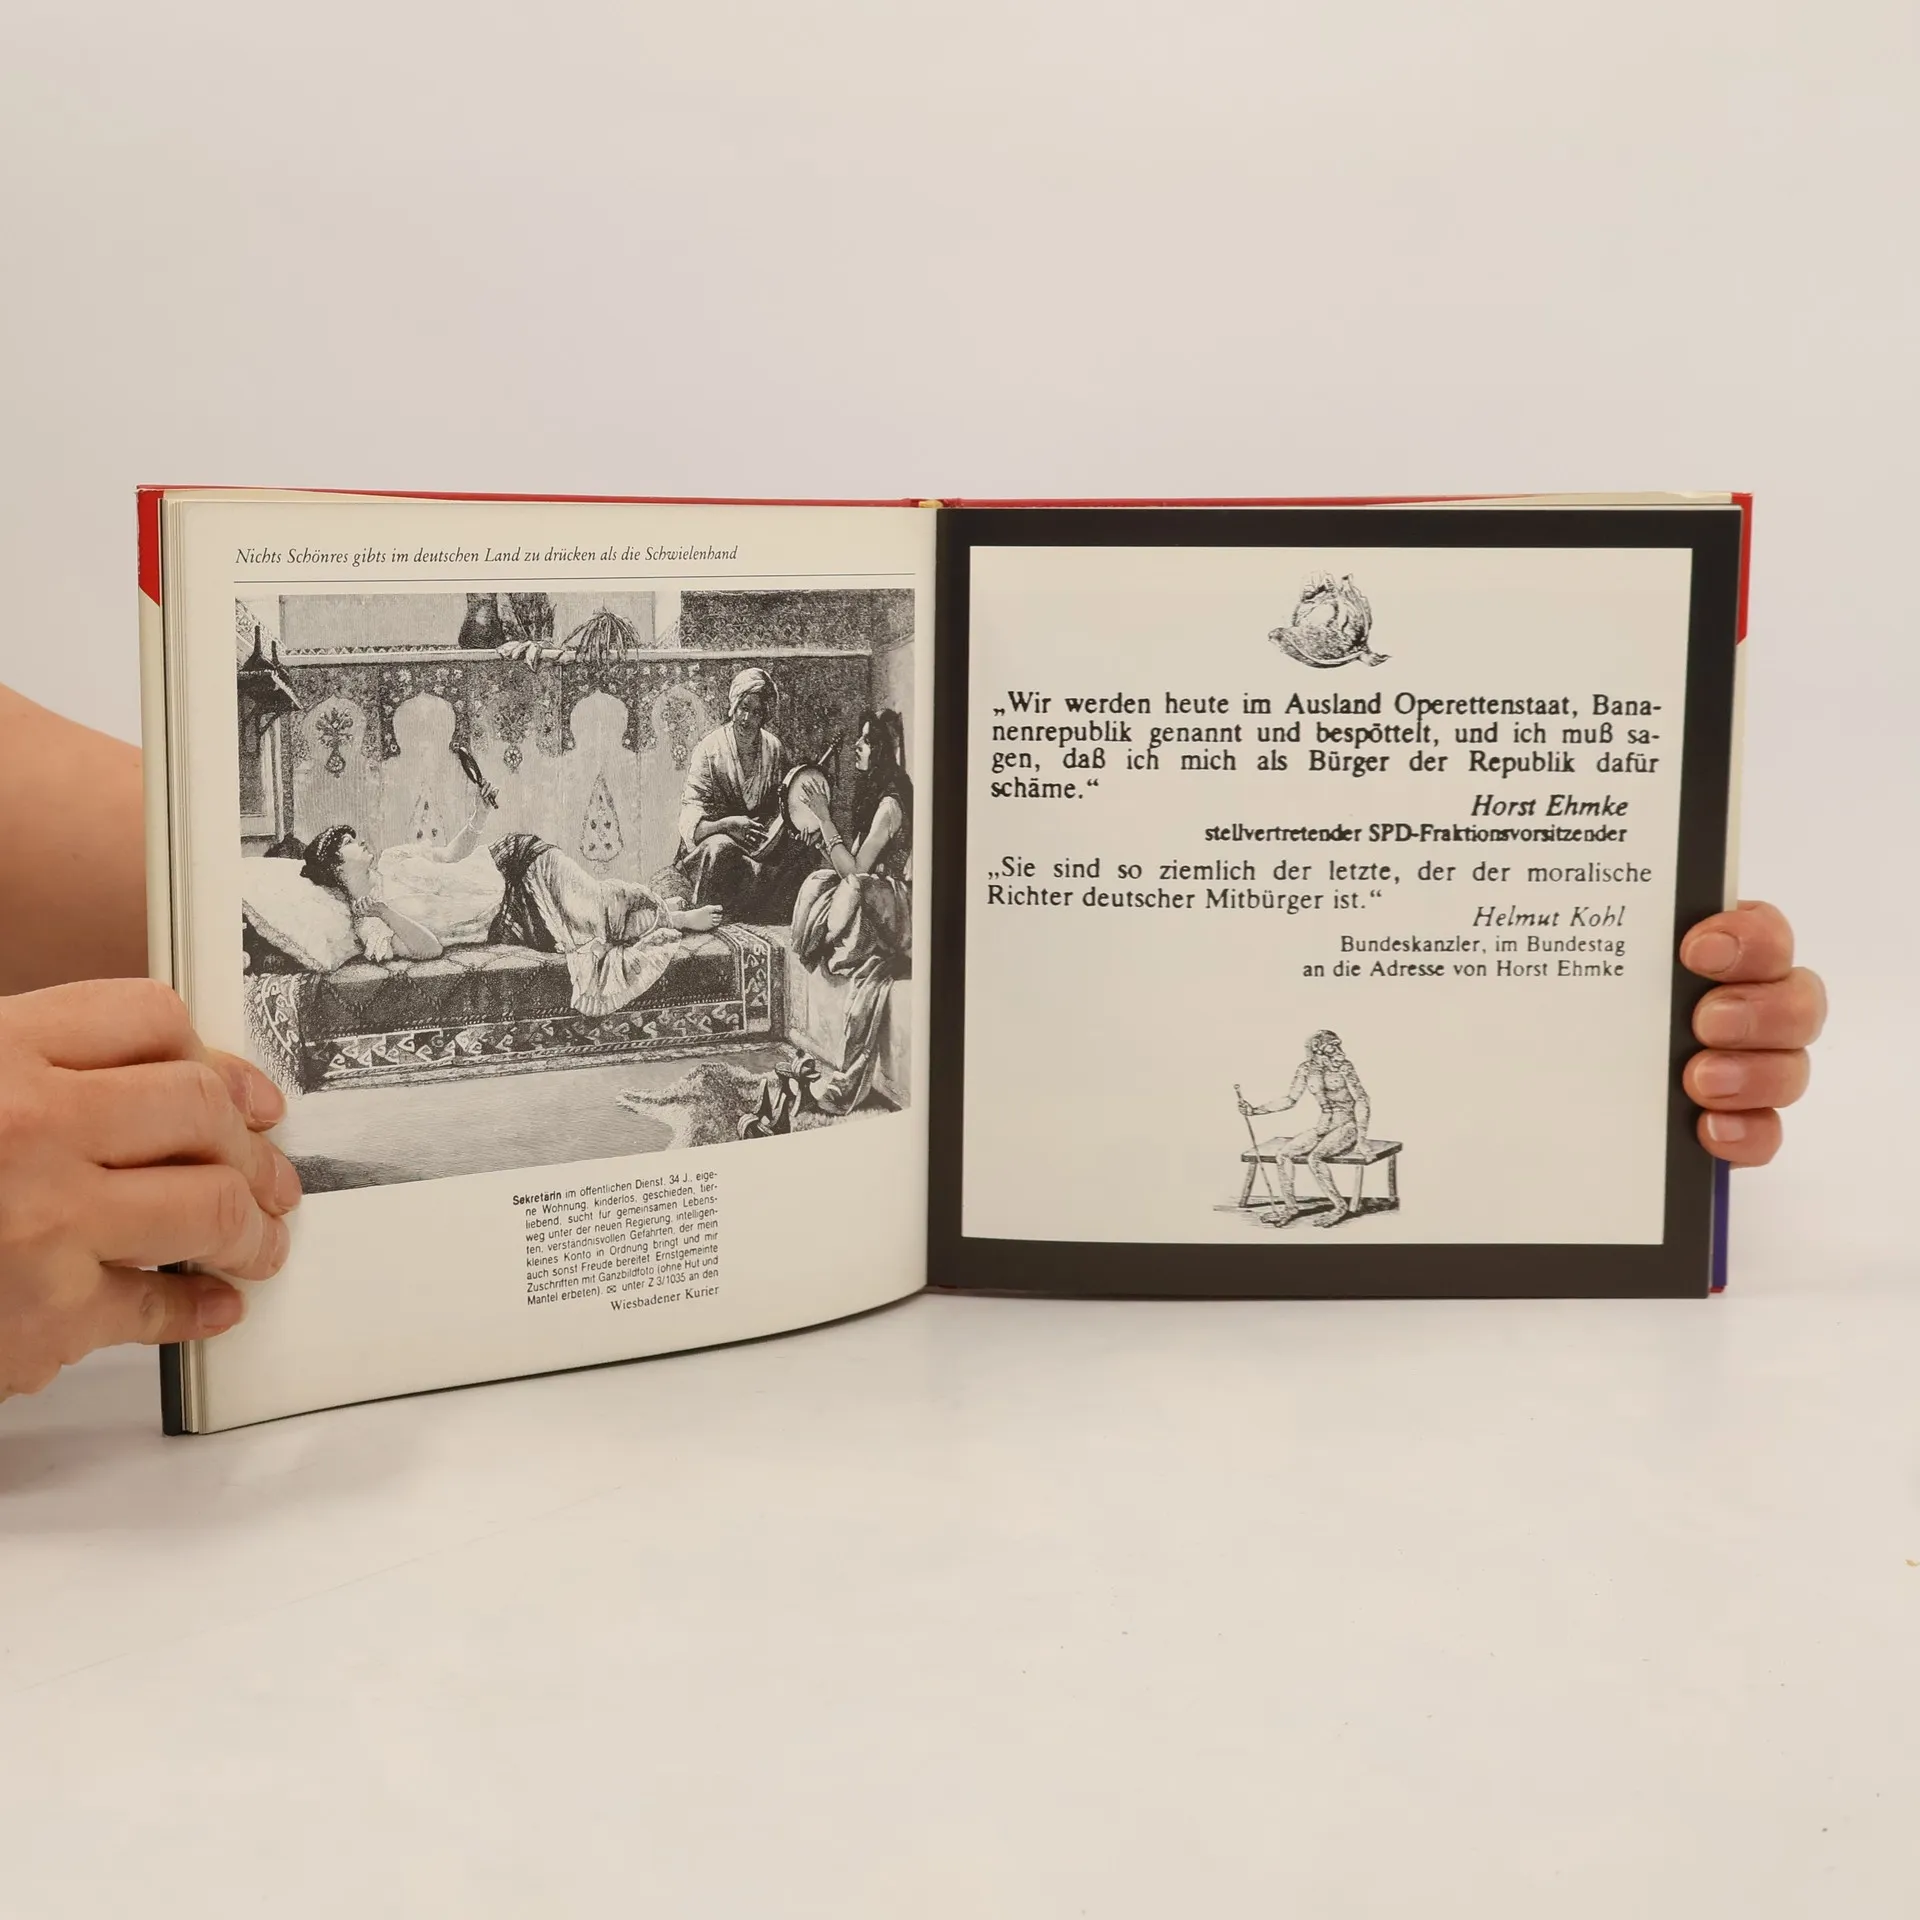 Nichts Schönres gibts im deutschen Land zu drücken als die Schwielenhand
Sekretärin im öffentlichen Dienst, 34 J., eige-
ne Wohnung, kinderlos, geschieden, tier-
liebend, sucht für gemeinsamen Lebens-
weg unter der neuen Regierung, intelligen-
ten, verständnisvollen Gefährten, der mein
kleines Konto in Ordnung bringt und mir
auch sonst Freude bereitet. Ernstgemeinte
Zuschriften mit Ganzbildfoto (ohne Hut und
Mantel erbeten). ✉ unter Z 3/1035 an den
Wiesbadener Kurier
„Wir werden heute im Ausland Operettenstaat, Bana-
nenrepublik genannt und bespöttelt, und ich muß sa-
gen, daß ich mich als Bürger der Republik dafür
schäme.“
Horst Ehmke
stellvertretender SPD-Fraktionsvorsitzender
„Sie sind so ziemlich der letzte, der der moralische
Richter deutscher Mitbürger ist.“
Helmut Kohl
Bundeskanzler, im Bundestag
an die Adresse von Horst Ehmke